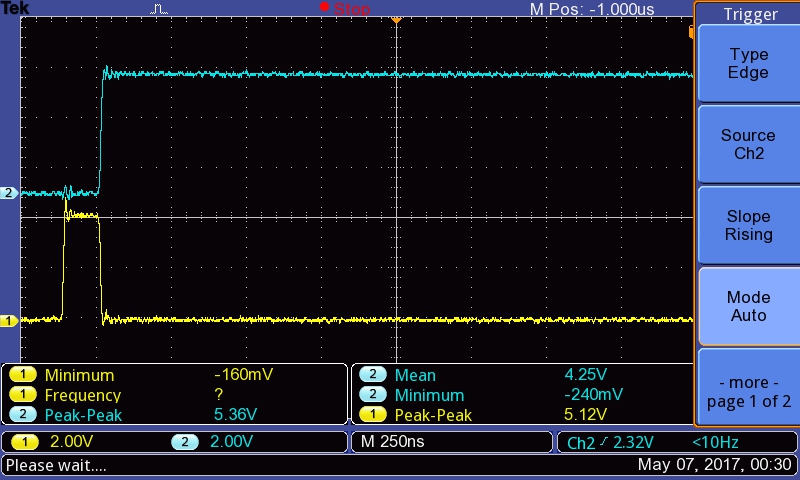 Tek
Stop
M Pos: -1.000us
Trigger
Type
Edge
Source
Ch2
Slope
Rising
Mode
Auto
- more -
page 1 of 2
2
1
1 Minimum -160mV
1 Frequency ?
2 Peak-Peak 5.36V
2 Mean 4.25V
2 Minimum -240mV
1 Peak-Peak 5.12V
1 2.00V 2 2.00V
M 250ns
Ch2 2.32V <10Hz
Please wait....
May 07, 2017, 00:30